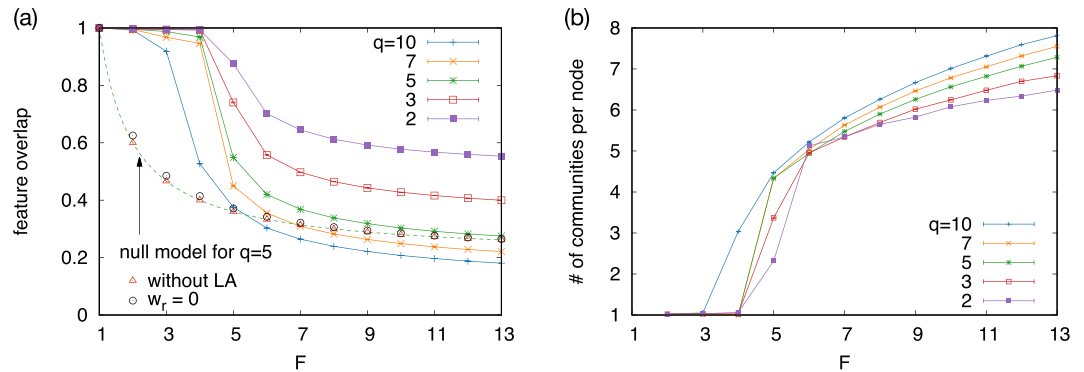 (a)
1
0.8
0.6
0.4
0.2
0
feature overlap
q=10
7
5
3
2
null model for q=5
without LA
w_r = 0
1 3 5 7 9 11 13
F
(b)
8
7
6
5
4
3
2
1
# of communities per node
q=10
7
5
3
2
1 3 5 7 9 11 13
F